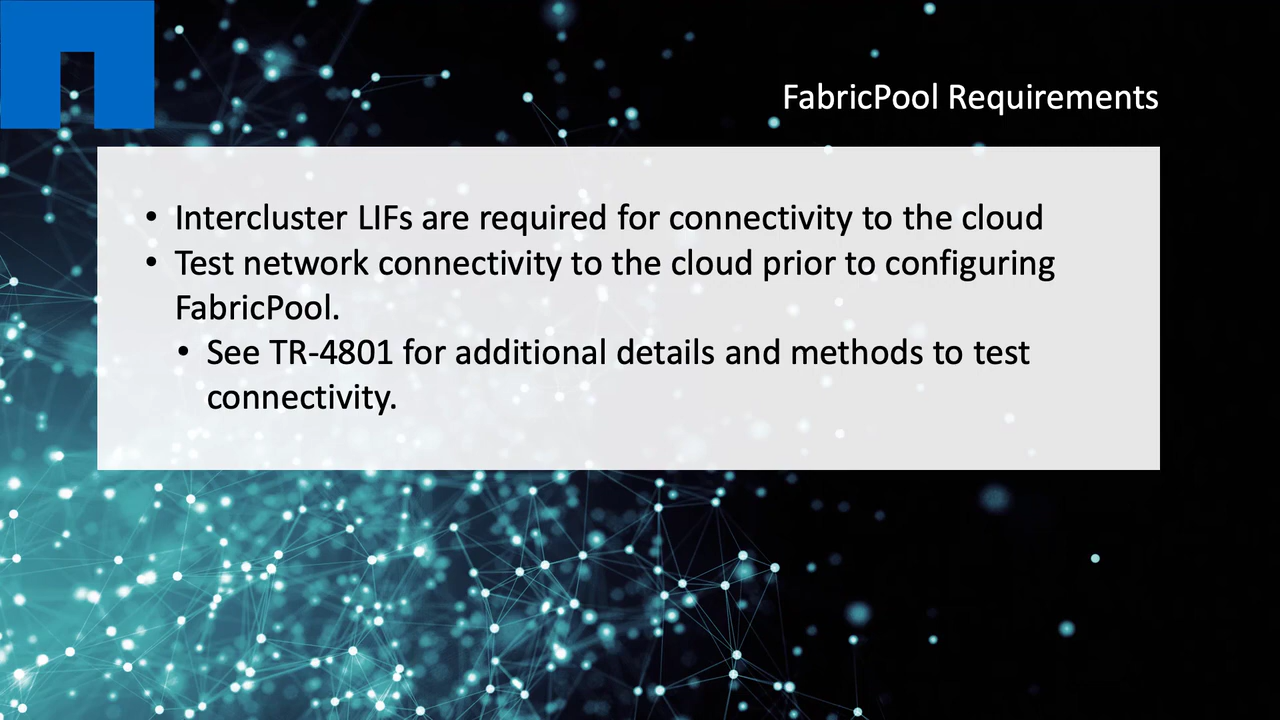 FabricPool Requirements
• Intercluster LIFs are required for connectivity to the cloud
• Test network connectivity to the cloud prior to configuring
FabricPool.
• See TR-4801 for additional details and methods to test
connectivity.